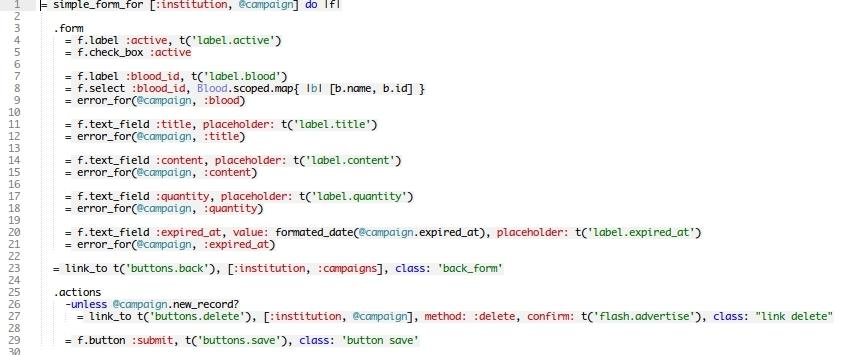 1 = simple_form_for [:institution, @campaign] do |f|
2
3 .form
4 = f.label :active, t('label.active')
5 = f.check_box :active
6
7 = f.label :blood_id, t('label.blood')
8 = f.select :blood_id, Blood.scoped.map{ |b| [b.name, b.id] }
9 = error_for(@campaign, :blood)
10
11 = f.text_field :title, placeholder: t('label.title')
12 = error_for(@campaign, :title)
13
14 = f.text_field :content, placeholder: t('label.content')
15 = error_for(@campaign, :content)
16
17 = f.text_field :quantity, placeholder: t('label.quantity')
18 = error_for(@campaign, :quantity)
19
20 = f.text_field :expired_at, value: formated_date(@campaign.expired_at), placeholder: t('label.expired_at')
21 = error_for(@campaign, :expired_at)
22
23 = link_to t('buttons.back'), [:institution, :campaigns], class: 'back_form'
24
25 .actions
26 -unless @campaign.new_record?
27 = link_to t('buttons.delete'), [:institution, @campaign], method: :delete, confirm: t('flash.advertise'), class: "link delete"
28
29 = f.button :submit, t('buttons.save'), class: 'button save'
30